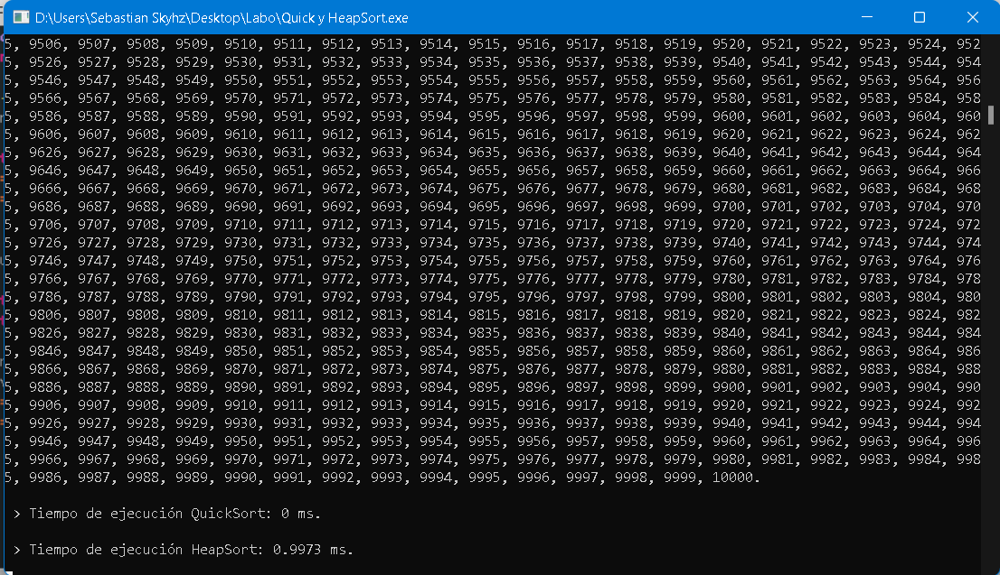 D:\Users\Sebastian Skyhz\Desktop\Labo\Quick y HeapSort.exe
5, 9506, 9507, 9508, 9509, 9510, 9511, 9512, 9513, 9514, 9515, 9516, 9517, 9518, 9519, 9520, 9521, 9522, 9523, 9524, 952
5, 9526, 9527, 9528, 9529, 9530, 9531, 9532, 9533, 9534, 9535, 9536, 9537, 9538, 9539, 9540, 9541, 9542, 9543, 9544, 954
5, 9546, 9547, 9548, 9549, 9550, 9551, 9552, 9553, 9554, 9555, 9556, 9557, 9558, 9559, 9560, 9561, 9562, 9563, 9564, 956
5, 9566, 9567, 9568, 9569, 9570, 9571, 9572, 9573, 9574, 9575, 9576, 9577, 9578, 9579, 9580, 9581, 9582, 9583, 9584, 958
5, 9586, 9587, 9588, 9589, 9590, 9591, 9592, 9593, 9594, 9595, 9596, 9597, 9598, 9599, 9600, 9601, 9602, 9603, 9604, 960
5, 9606, 9607, 9608, 9609, 9610, 9611, 9612, 9613, 9614, 9615, 9616, 9617, 9618, 9619, 9620, 9621, 9622, 9623, 9624, 962
5, 9626, 9627, 9628, 9629, 9630, 9631, 9632, 9633, 9634, 9635, 9636, 9637, 9638, 9639, 9640, 9641, 9642, 9643, 9644, 964
5, 9646, 9647, 9648, 9649, 9650, 9651, 9652, 9653, 9654, 9655, 9656, 9657, 9658, 9659, 9660, 9661, 9662, 9663, 9664, 966
5, 9666, 9667, 9668, 9669, 9670, 9671, 9672, 9673, 9674, 9675, 9676, 9677, 9678, 9679, 9680, 9681, 9682, 9683, 9684, 968
5, 9686, 9687, 9688, 9689, 9690, 9691, 9692, 9693, 9694, 9695, 9696, 9697, 9698, 9699, 9700, 9701, 9702, 9703, 9704, 970
5, 9706, 9707, 9708, 9709, 9710, 9711, 9712, 9713, 9714, 9715, 9716, 9717, 9718, 9719, 9720, 9721, 9722, 9723, 9724, 972
5, 9726, 9727, 9728, 9729, 9730, 9731, 9732, 9733, 9734, 9735, 9736, 9737, 9738, 9739, 9740, 9741, 9742, 9743, 9744, 974
5, 9746, 9747, 9748, 9749, 9750, 9751, 9752, 9753, 9754, 9755, 9756, 9757, 9758, 9759, 9760, 9761, 9762, 9763, 9764, 976
5, 9766, 9767, 9768, 9769, 9770, 9771, 9772, 9773, 9774, 9775, 9776, 9777, 9778, 9779, 9780, 9781, 9782, 9783, 9784, 978
5, 9786, 9787, 9788, 9789, 9790, 9791, 9792, 9793, 9794, 9795, 9796, 9797, 9798, 9799, 9800, 9801, 9802, 9803, 9804, 980
5, 9806, 9807, 9808, 9809, 9810, 9811, 9812, 9813, 9814, 9815, 9816, 9817, 9818, 9819, 9820, 9821, 9822, 9823, 9824, 982
5, 9826, 9827, 9828, 9829, 9830, 9831, 9832, 9833, 9834, 9835, 9836, 9837, 9838, 9839, 9840, 9841, 9842, 9843, 9844, 984
5, 9846, 9847, 9848, 9849, 9850, 9851, 9852, 9853, 9854, 9855, 9856, 9857, 9858, 9859, 9860, 9861, 9862, 9863, 9864, 986
5, 9866, 9867, 9868, 9869, 9870, 9871, 9872, 9873, 9874, 9875, 9876, 9877, 9878, 9879, 9880, 9881, 9882, 9883, 9884, 988
5, 9886, 9887, 9888, 9889, 9890, 9891, 9892, 9893, 9894, 9895, 9896, 9897, 9898, 9899, 9900, 9901, 9902, 9903, 9904, 990
5, 9906, 9907, 9908, 9909, 9910, 9911, 9912, 9913, 9914, 9915, 9916, 9917, 9918, 9919, 9920, 9921, 9922, 9923, 9924, 992
5, 9926, 9927, 9928, 9929, 9930, 9931, 9932, 9933, 9934, 9935, 9936, 9937, 9938, 9939, 9940, 9941, 9942, 9943, 9944, 994
5, 9946, 9947, 9948, 9949, 9950, 9951, 9952, 9953, 9954, 9955, 9956, 9957, 9958, 9959, 9960, 9961, 9962, 9963, 9964, 996
5, 9966, 9967, 9968, 9969, 9970, 9971, 9972, 9973, 9974, 9975, 9976, 9977, 9978, 9979, 9980, 9981, 9982, 9983, 9984, 998
5, 9986, 9987, 9988, 9989, 9990, 9991, 9992, 9993, 9994, 9995, 9996, 9997, 9998, 9999, 10000.
> Tiempo de ejecución QuickSort: 0 ms.
> Tiempo de ejecución HeapSort: 0.9973 ms.